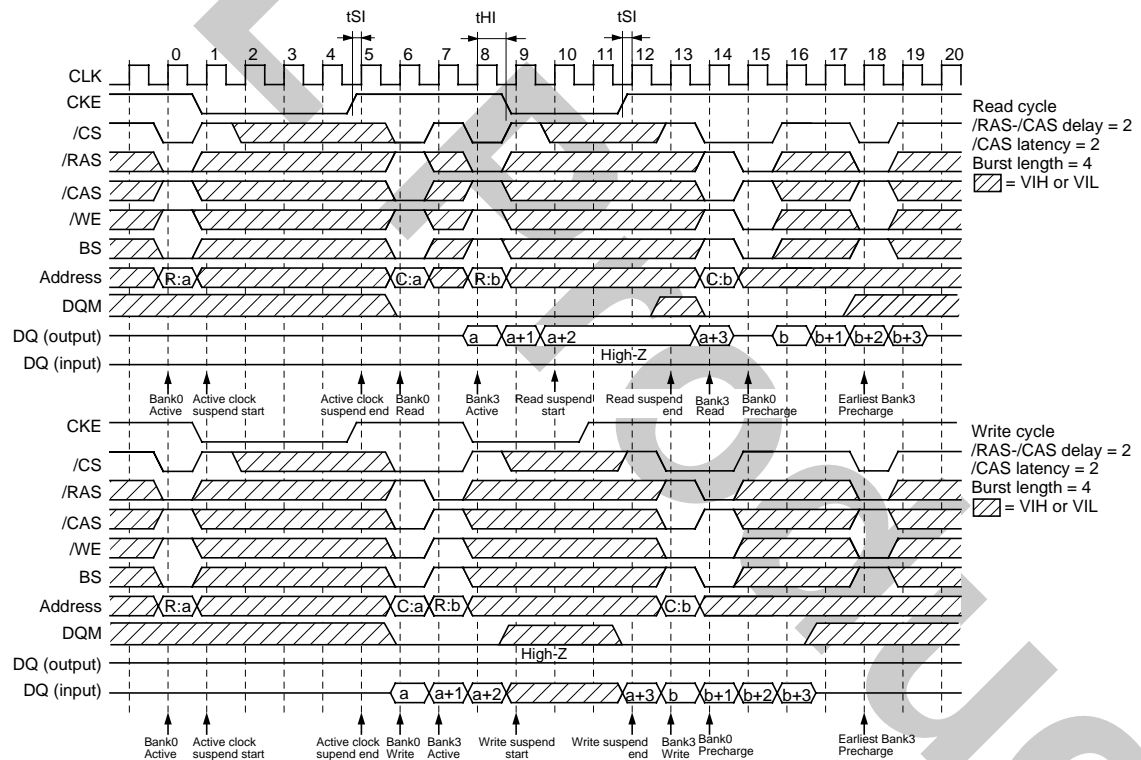 tSI tHI tSI
0 1 2 3 4 5 6 7 8 9 10 11 12 13 14 15 16 17 18 19 20
CLK
CKE
/CS
/RAS
/CAS
/WE
BS
Address R:a C:a R:b C:b
DQM
DQ (output) a a+1 a+2 a+3 b b+1 b+2 b+3
High-Z
DQ (input)
Read cycle
/RAS-/CAS delay = 2
/CAS latency = 2
Burst length = 4
= VIH or VIL
Bank0 Active clock Active clock Bank0 Bank3 Read suspend Read suspend Bank3 Bank0 Earliest Bank3
Active suspend start suspend end Read Active start end Read Precharge Precharge
CKE
/CS
/RAS
/CAS
/WE
BS
Address R:a C:a R:b C:b
DQM
High-Z
DQ (output)
DQ (input) a a+1 a+2 a+3 b b+1 b+2 b+3
Write cycle
/RAS-/CAS delay = 2
/CAS latency = 2
Burst length = 4
= VIH or VIL
Bank0 Active clock Active clock Bank0 Bank3 Write suspend Write suspend Bank3 Bank0 Earliest Bank3
Active suspend start supend end Write Active start end Write Precharge Precharge